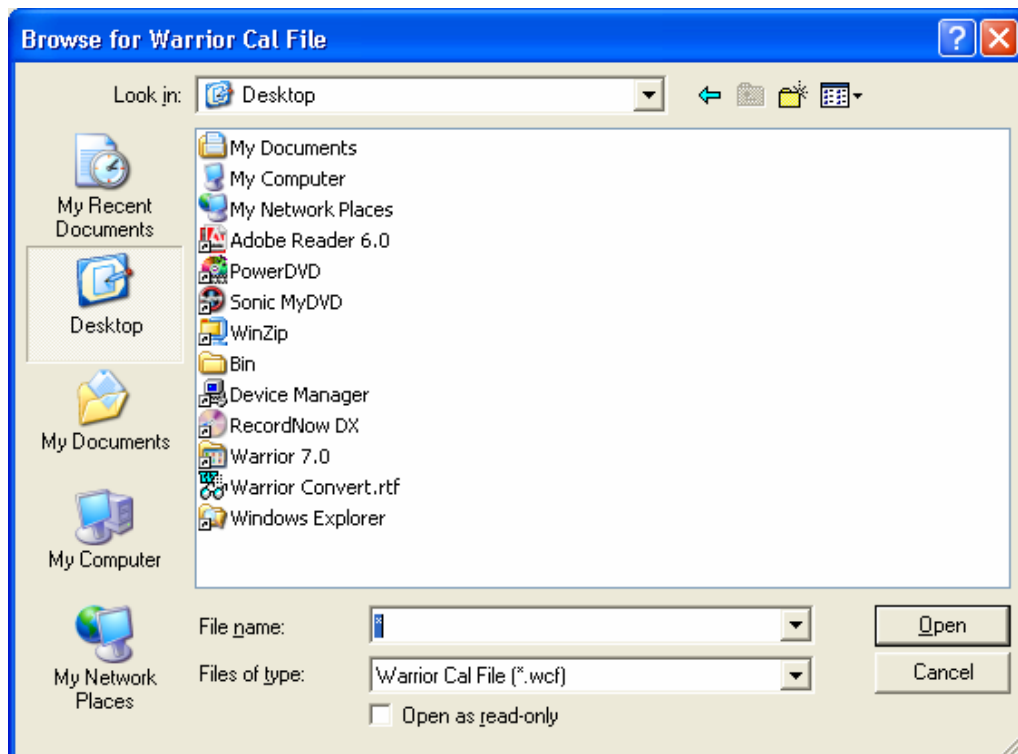 Browse for Warrior Cal File
Look in:
Desktop
My Recent
Documents
Desktop
My Documents
My Computer
My Network
Places
My Documents
My Computer
My Network Places
Adobe Reader 6.0
PowerDVD
Sonic MyDVD
WinZip
Bin
Device Manager
RecordNow DX
Warrior 7.0
Warrior Convert.rtf
Windows Explorer
File name:
*
Open
Files of type:
Warrior Cal File (*.wcf)
Cancel
Open as read-only